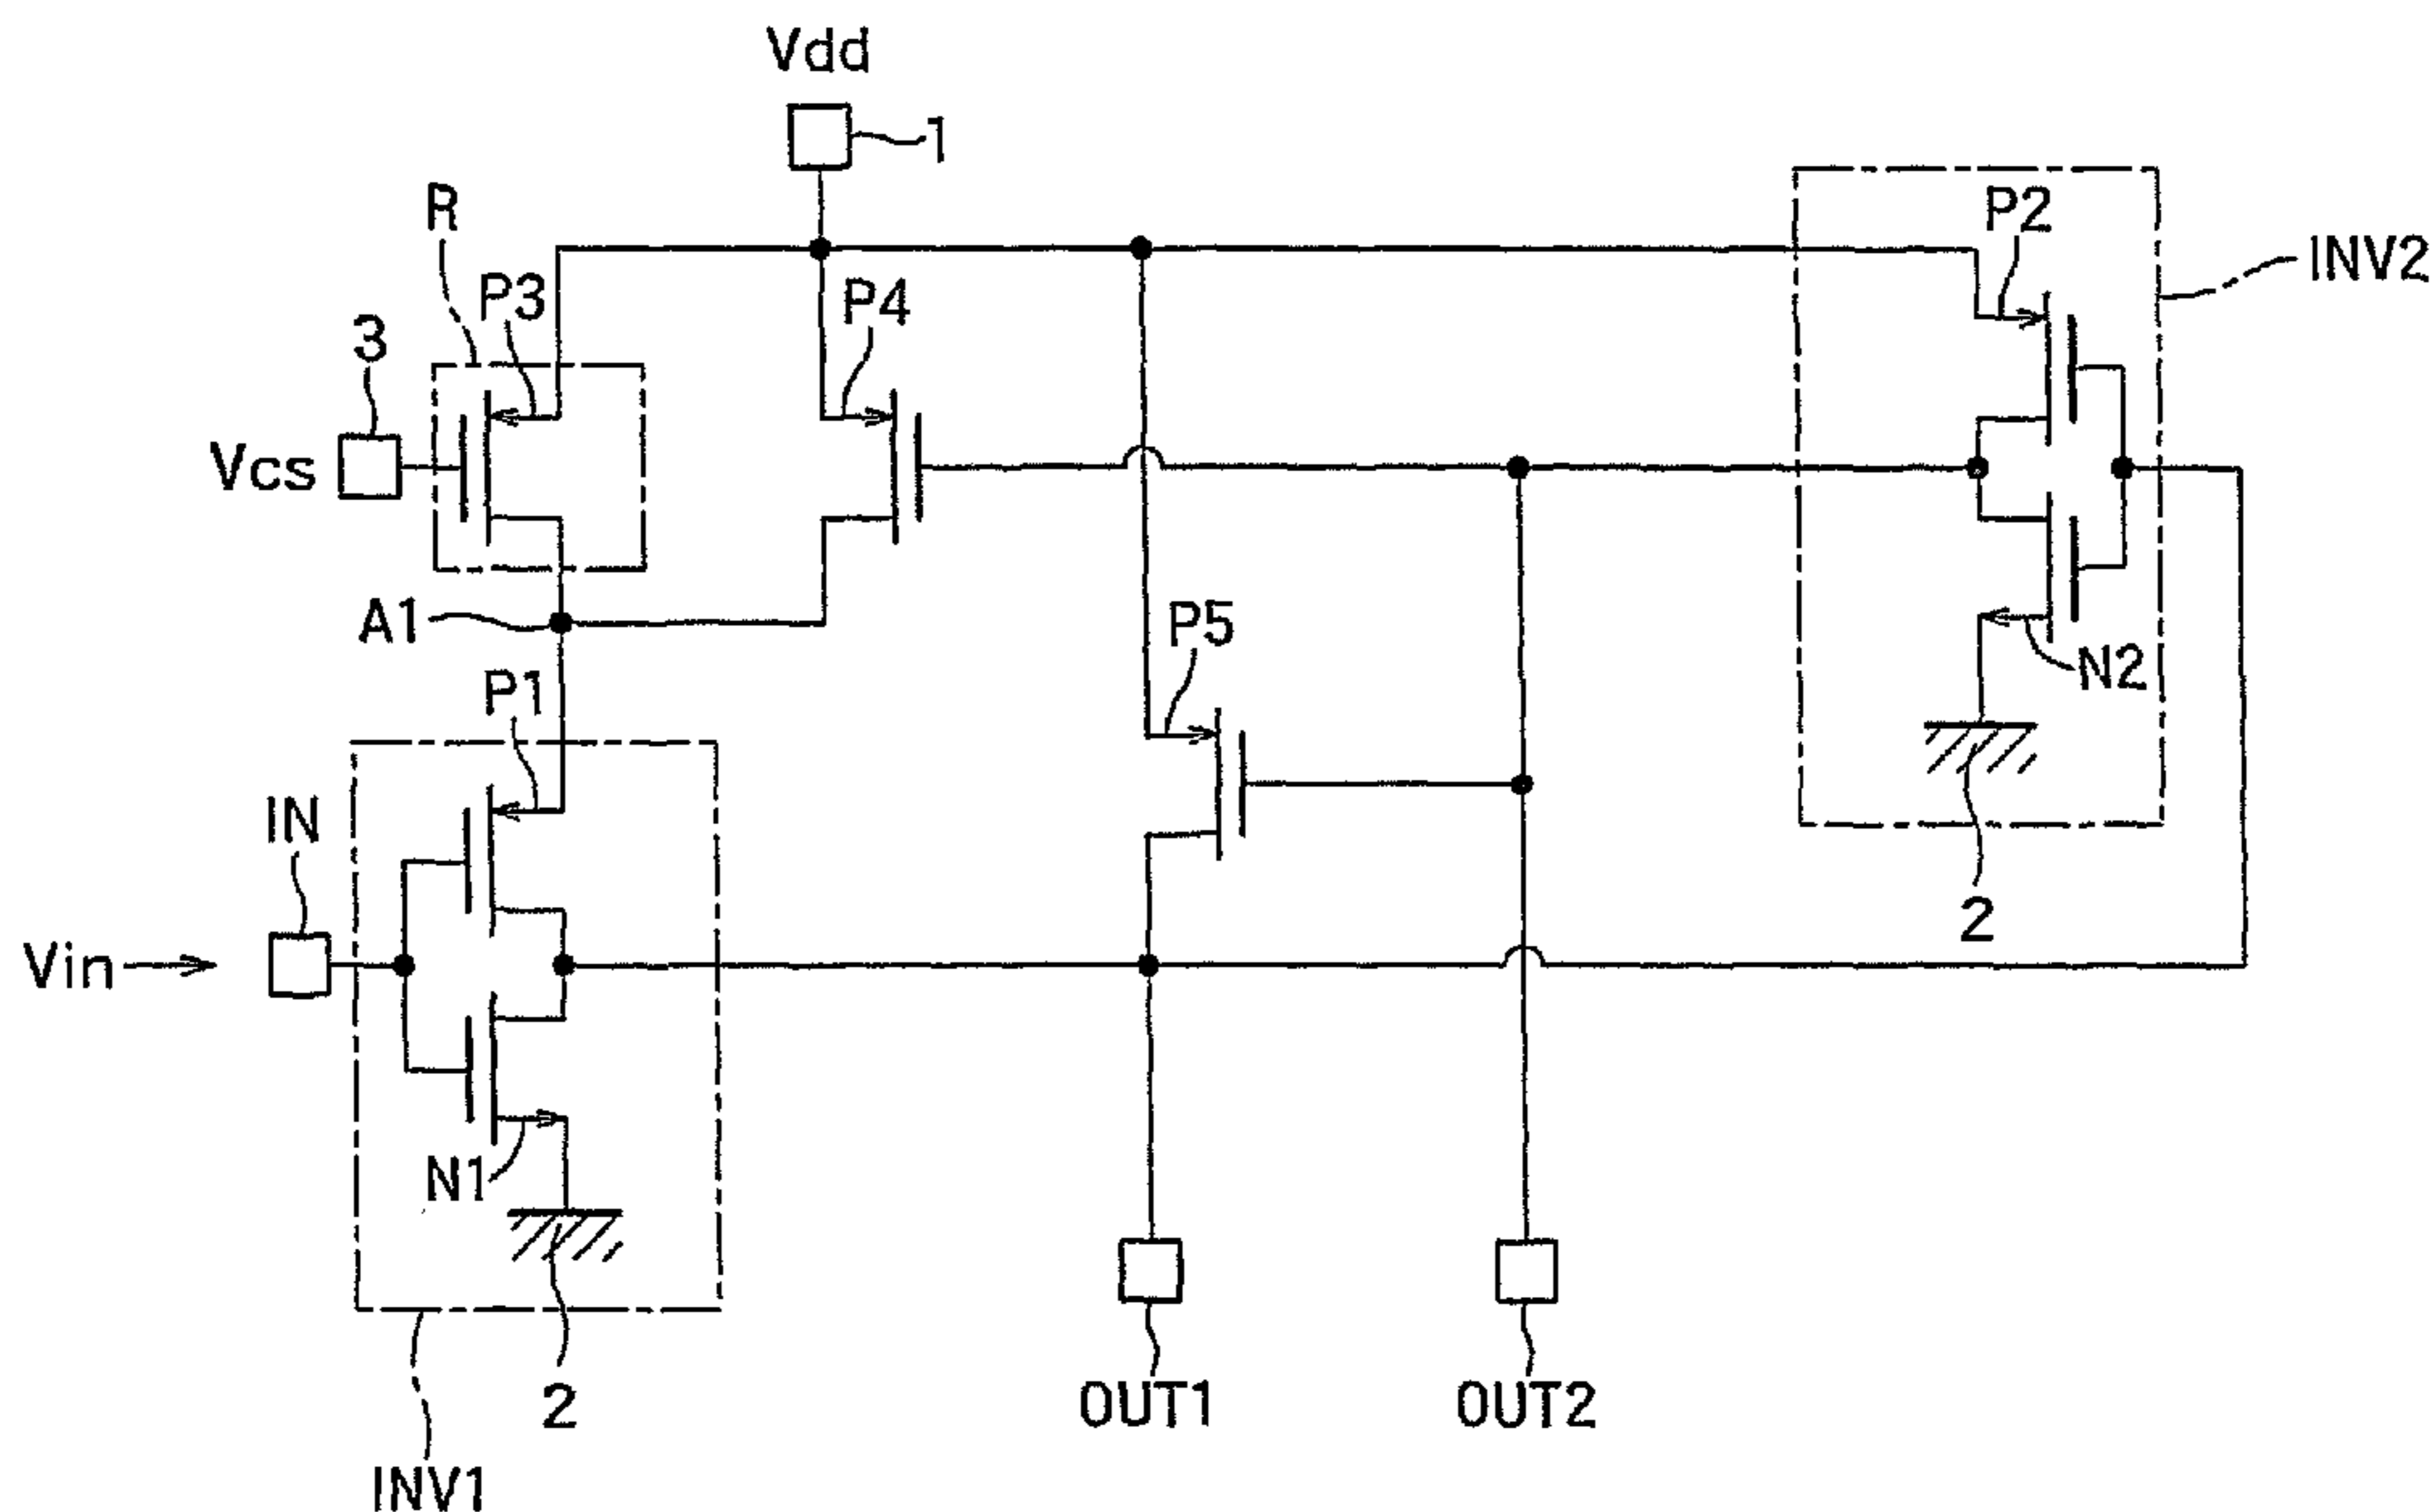 Vdd
1
R
P2
INV2
P3
P4
3
Vcs
A1
P5
N2
P1
IN
2
Vin
N1
2
OUT1
OUT2
INV1